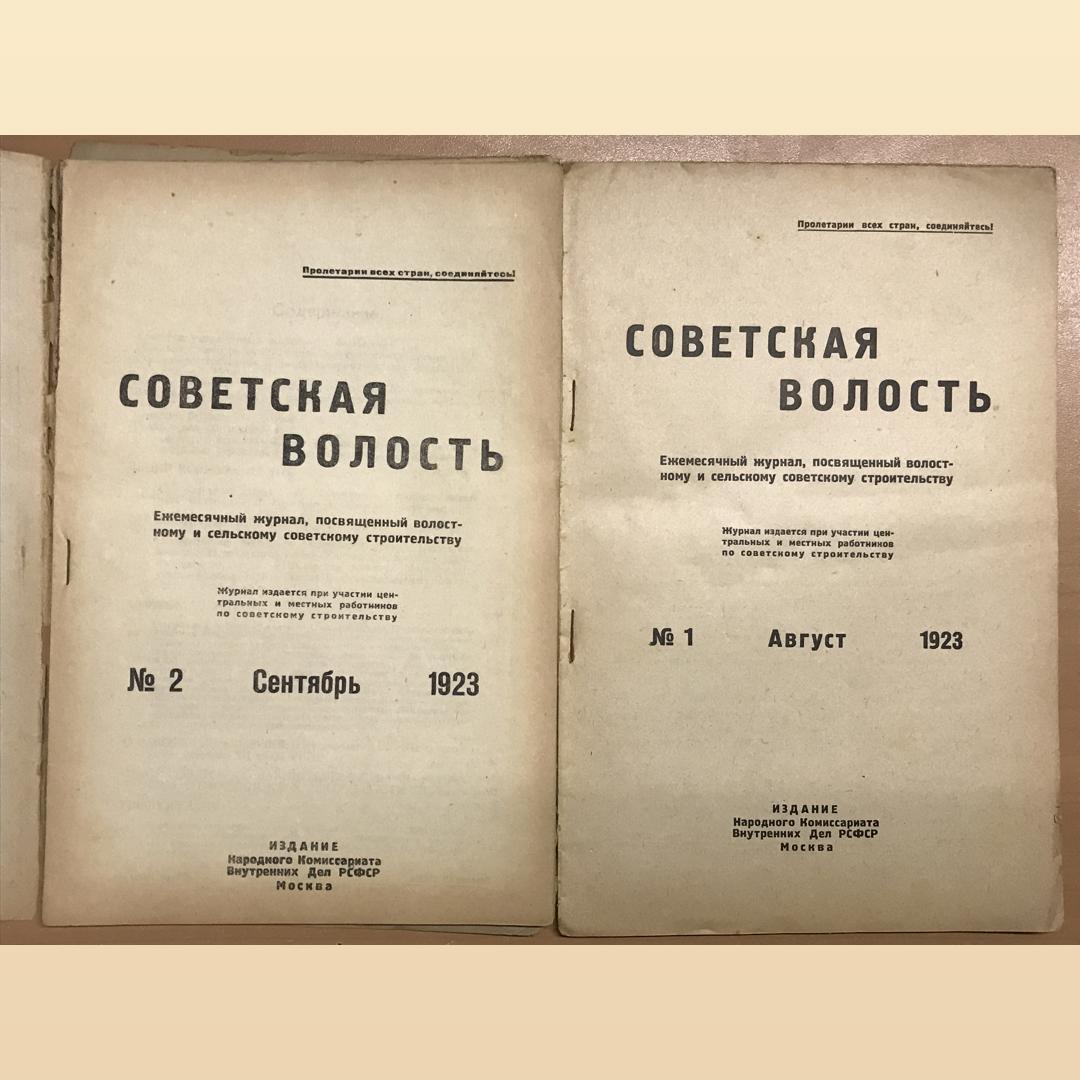 Пролетарии всех стран, соединяйтесь!
СОВЕТСКАЯ
ВОЛОСТЬ
Ежемесячный журнал, посвященный волост-
ному и сельскому советскому строительству
Журнал издается при участии цен-
тральных и местных работников
по советскому строительству
№ 2 Сентябрь 1923
ИЗДАНИЕ
Народного Комиссариата
Внутренних Дел РСФСР
Москва
Пролетарии всех стран, соединяйтесь!
СОВЕТСКАЯ
ВОЛОСТЬ
Ежемесячный журнал, посвященный волост-
ному и сельскому советскому строительству
Журнал издается при участии цен-
тральных и местных работников
по советскому строительству
№ 1 Август 1923
ИЗДАНИЕ
Народного Комиссариата
Внутренних Дел РСФСР
Москва